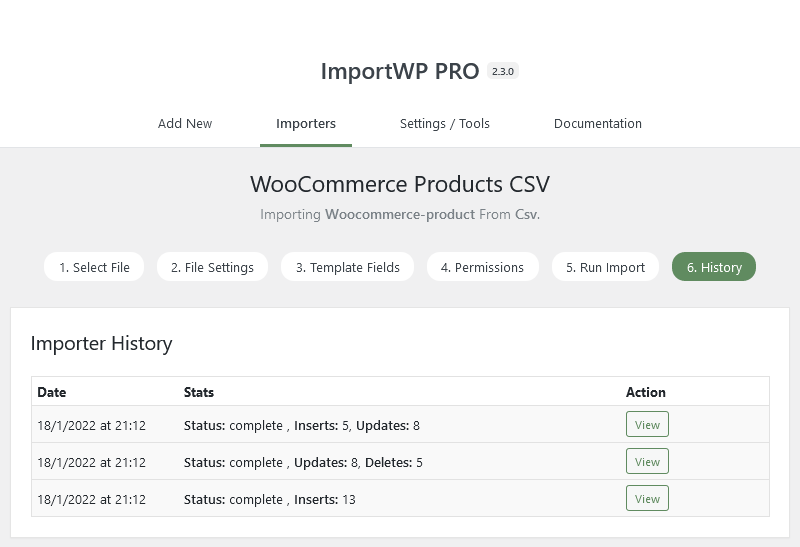 ImportWP PRO 2.3.0
Add New Importers Settings / Tools Documentation
WooCommerce Products CSV
Importing Woocommerce-product From Csv.
1. Select File 2. File Settings 3. Template Fields 4. Permissions 5. Run Import 6. History
Importer History
Date Stats Action
18/1/2022 at 21:12 Status: complete , Inserts: 5, Updates: 8 View
18/1/2022 at 21:12 Status: complete , Updates: 8, Deletes: 5 View
18/1/2022 at 21:12 Status: complete , Inserts: 13 View